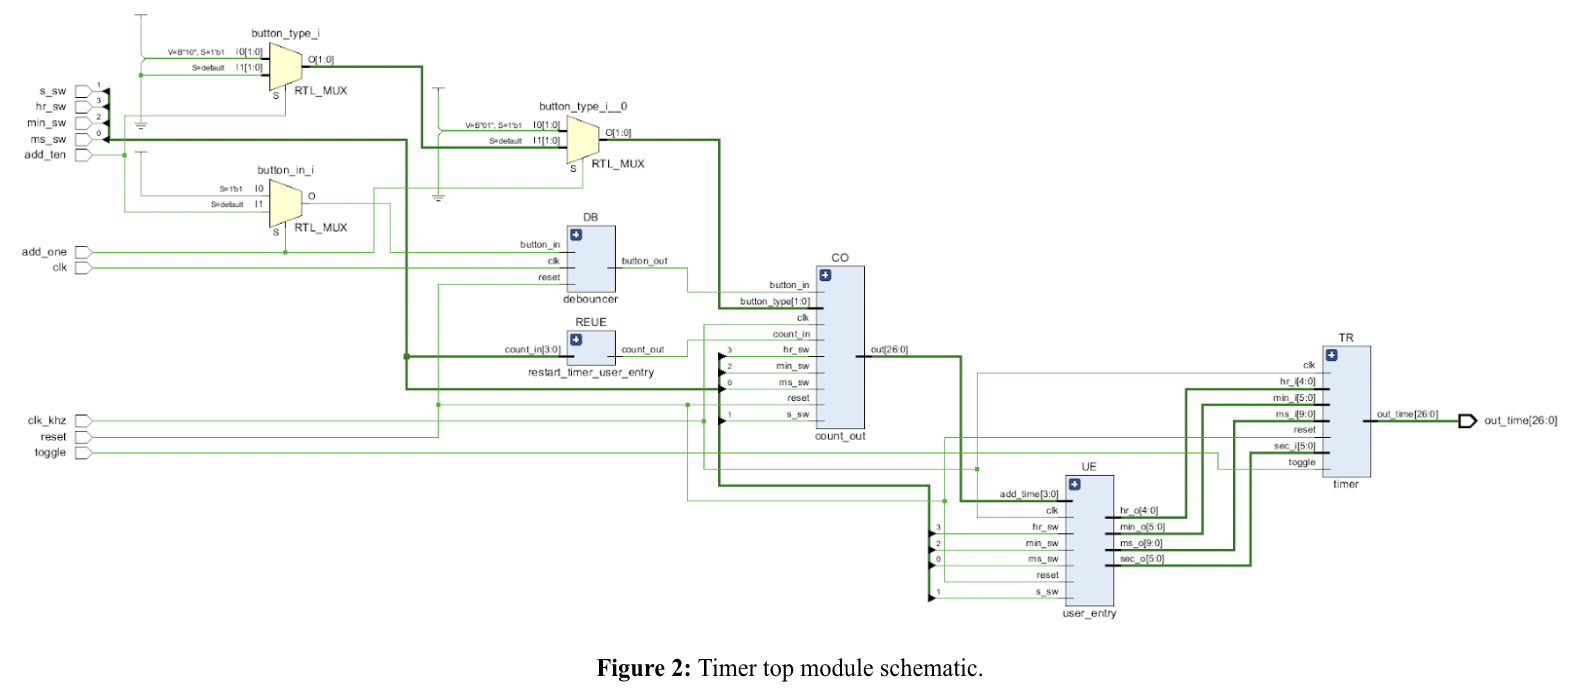 button_type_i
V=B"10", S=1'b1 I0[1:0]
S=default I1[1:0]
O[1:0]
S
RTL_MUX
s_sw 1
hr_sw 3
min_sw 2
ms_sw 0
add_ten
button_type_i__0
V=B"01", S=1'b1 I0[1:0]
S=default I1[1:0]
O[1:0]
S
RTL_MUX
button_in_i
S=1'b1 I0
S=default I1
O
S
RTL_MUX
add_one
clk
DB
button_in
clk
reset
button_out
debouncer
REUE
count_in[3:0]
count_out
restart_timer_user_entry
clk_khz
reset
toggle
CO
button_in
button_type[1:0]
clk
count_in
3 hr_sw
2 min_sw
0 ms_sw
reset
1 s_sw
out[26:0]
count_out
UE
add_time[3:0]
clk
3 hr_sw
2 min_sw
0 ms_sw
reset
1 s_sw
hr_o[4:0]
min_o[5:0]
ms_o[9:0]
sec_o[5:0]
user_entry
TR
clk
hr_i[4:0]
min_i[5:0]
ms_i[9:0]
reset
sec_i[5:0]
toggle
out_time[26:0]
timer
out_time[26:0]
Figure 2: Timer top module schematic.